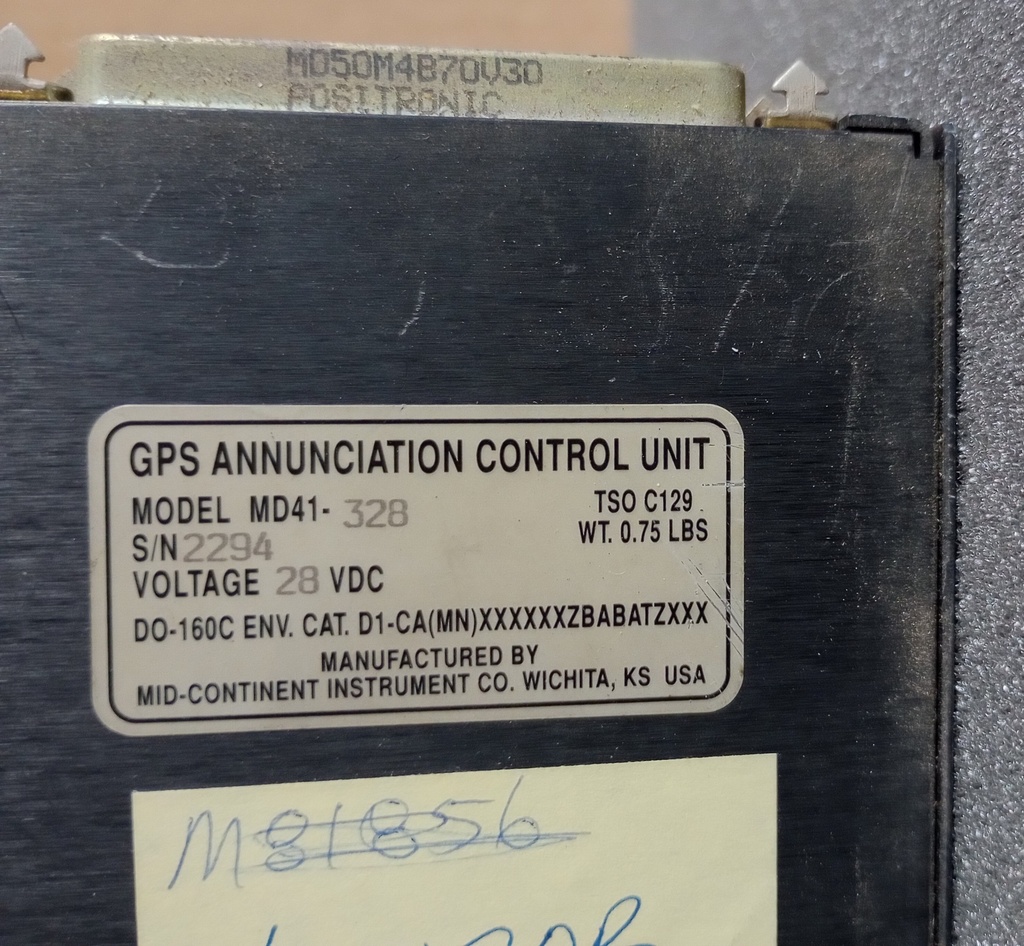 MD50M4B70V30
POSITRONIC
GPS ANNUNCIATION CONTROL UNIT
MODEL MD41-328
TSO C129
WT. 0.75 LBS
S/N 2294
VOLTAGE 28 VDC
DO-160C ENV. CAT. D1-CA(MN)XXXXXXZBABATZXXX
MANUFACTURED BY
MID-CONTINENT INSTRUMENT CO. WICHITA, KS USA
M81856